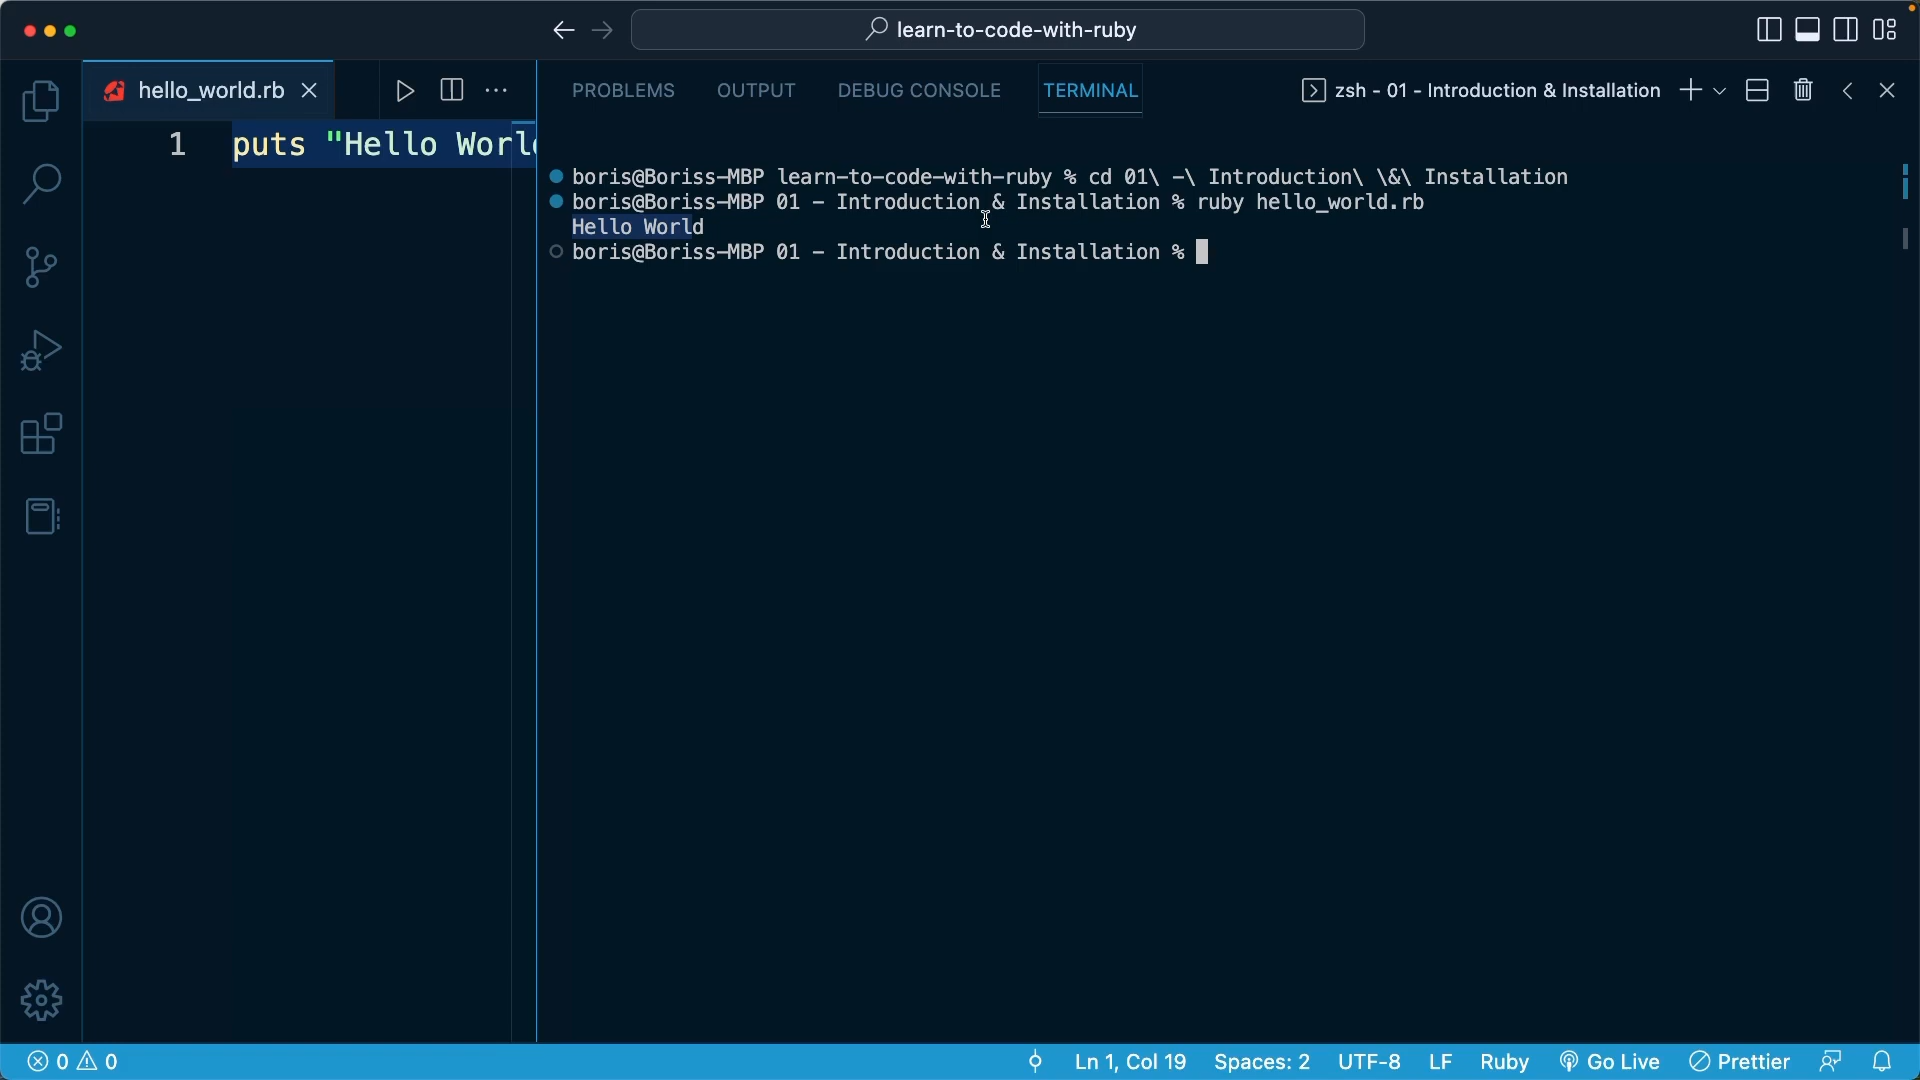 learn-to-code-with-ruby
hello_world.rb
PROBLEMS OUTPUT DEBUG CONSOLE TERMINAL zsh - 01 - Introduction & Installation
1 puts "Hello Worl
boris@Boriss-MBP learn-to-code-with-ruby % cd 01\ -\ Introduction\ \&\ Installation
boris@Boriss-MBP 01 - Introduction & Installation % ruby hello_world.rb
Hello World
boris@Boriss-MBP 01 - Introduction & Installation %
0 0 Ln 1, Col 19 Spaces: 2 UTF-8 LF Ruby Go Live Prettier